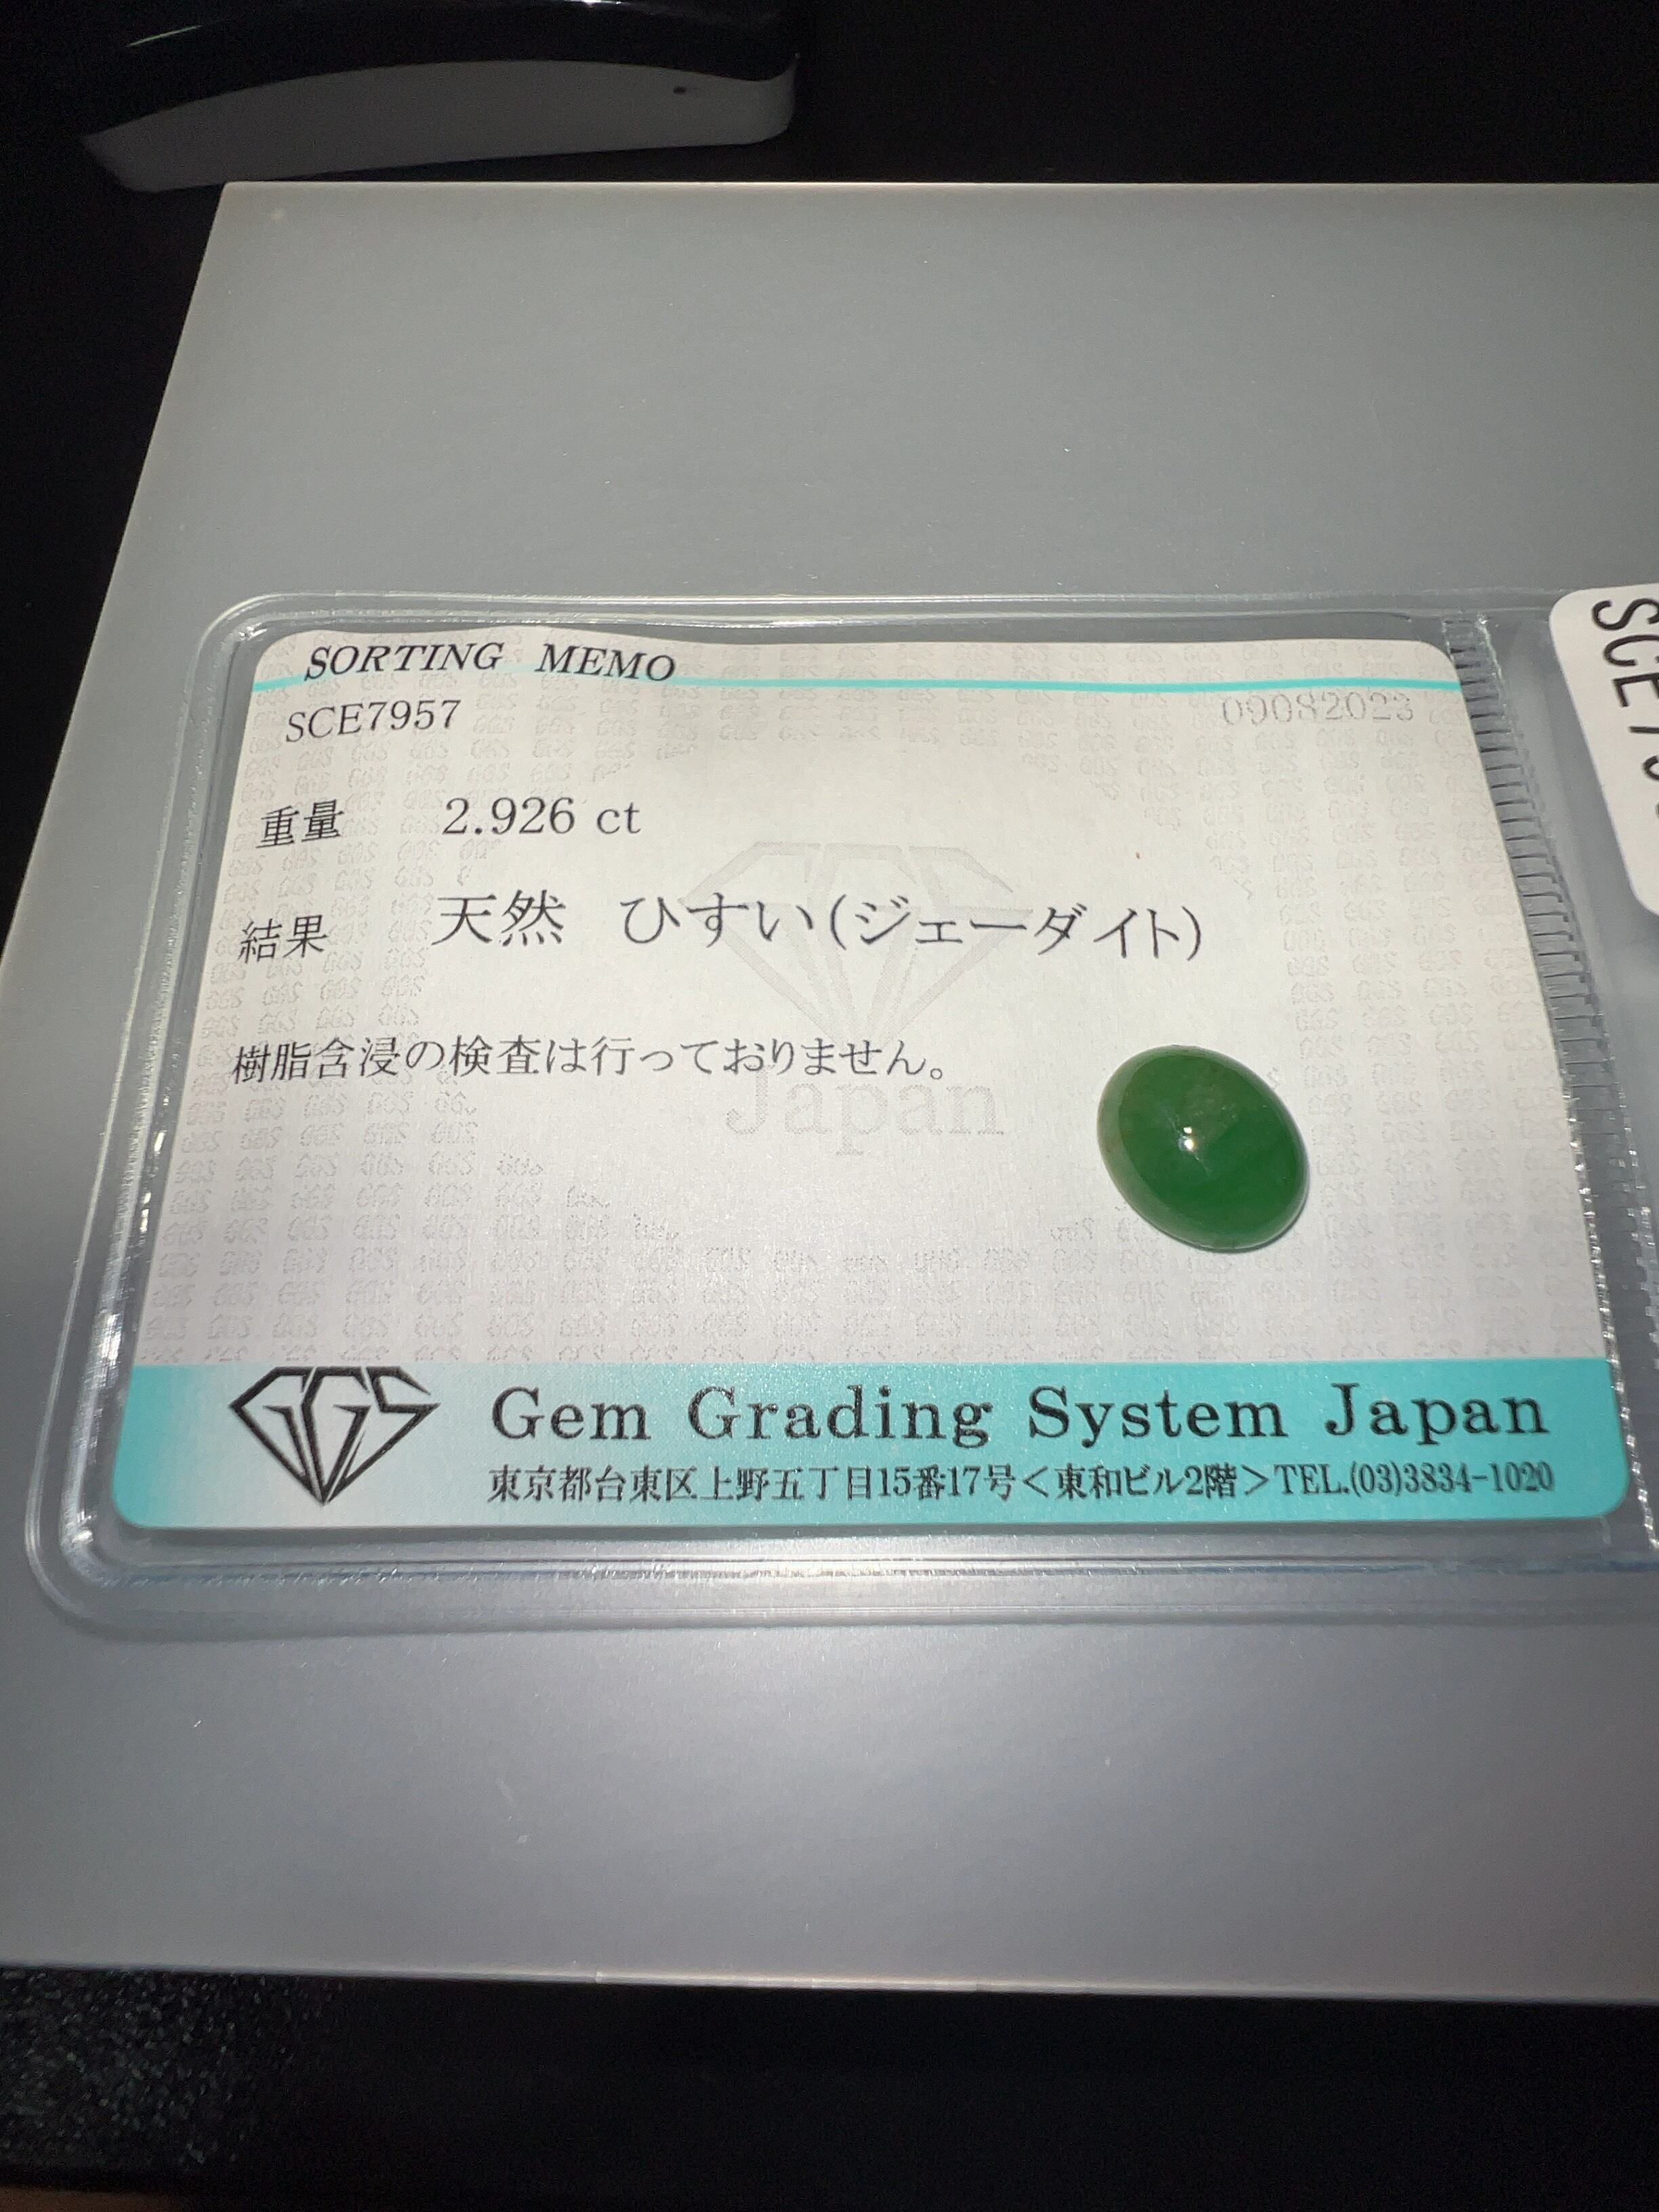 SORTING MEMO
SCE7957
09082023
重量 2.926 ct
結果 天然 ひすい(ジェーダイト)
樹脂含浸の検査は行っておりません。
Japan
GGS Gem Grading System Japan
東京都台東区上野五丁目15番17号<東和ビル2階>TEL.(03)3834-1020